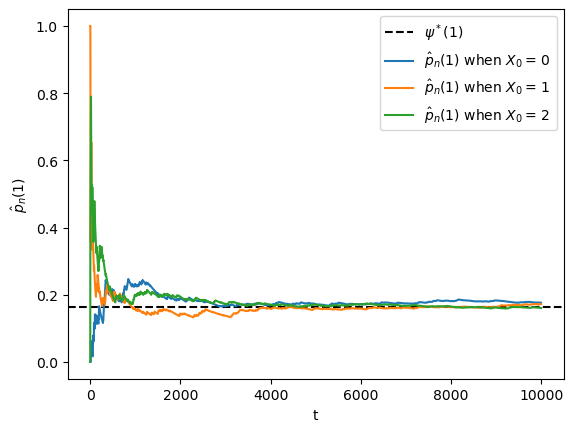 ψ*(1)
p̂ₙ(1) when X₀ = 0
p̂ₙ(1) when X₀ = 1
p̂ₙ(1) when X₀ = 2
p̂ₙ(1)
1.0
0.8
0.6
0.4
0.2
0.0
0 2000 4000 6000 8000 10000
t